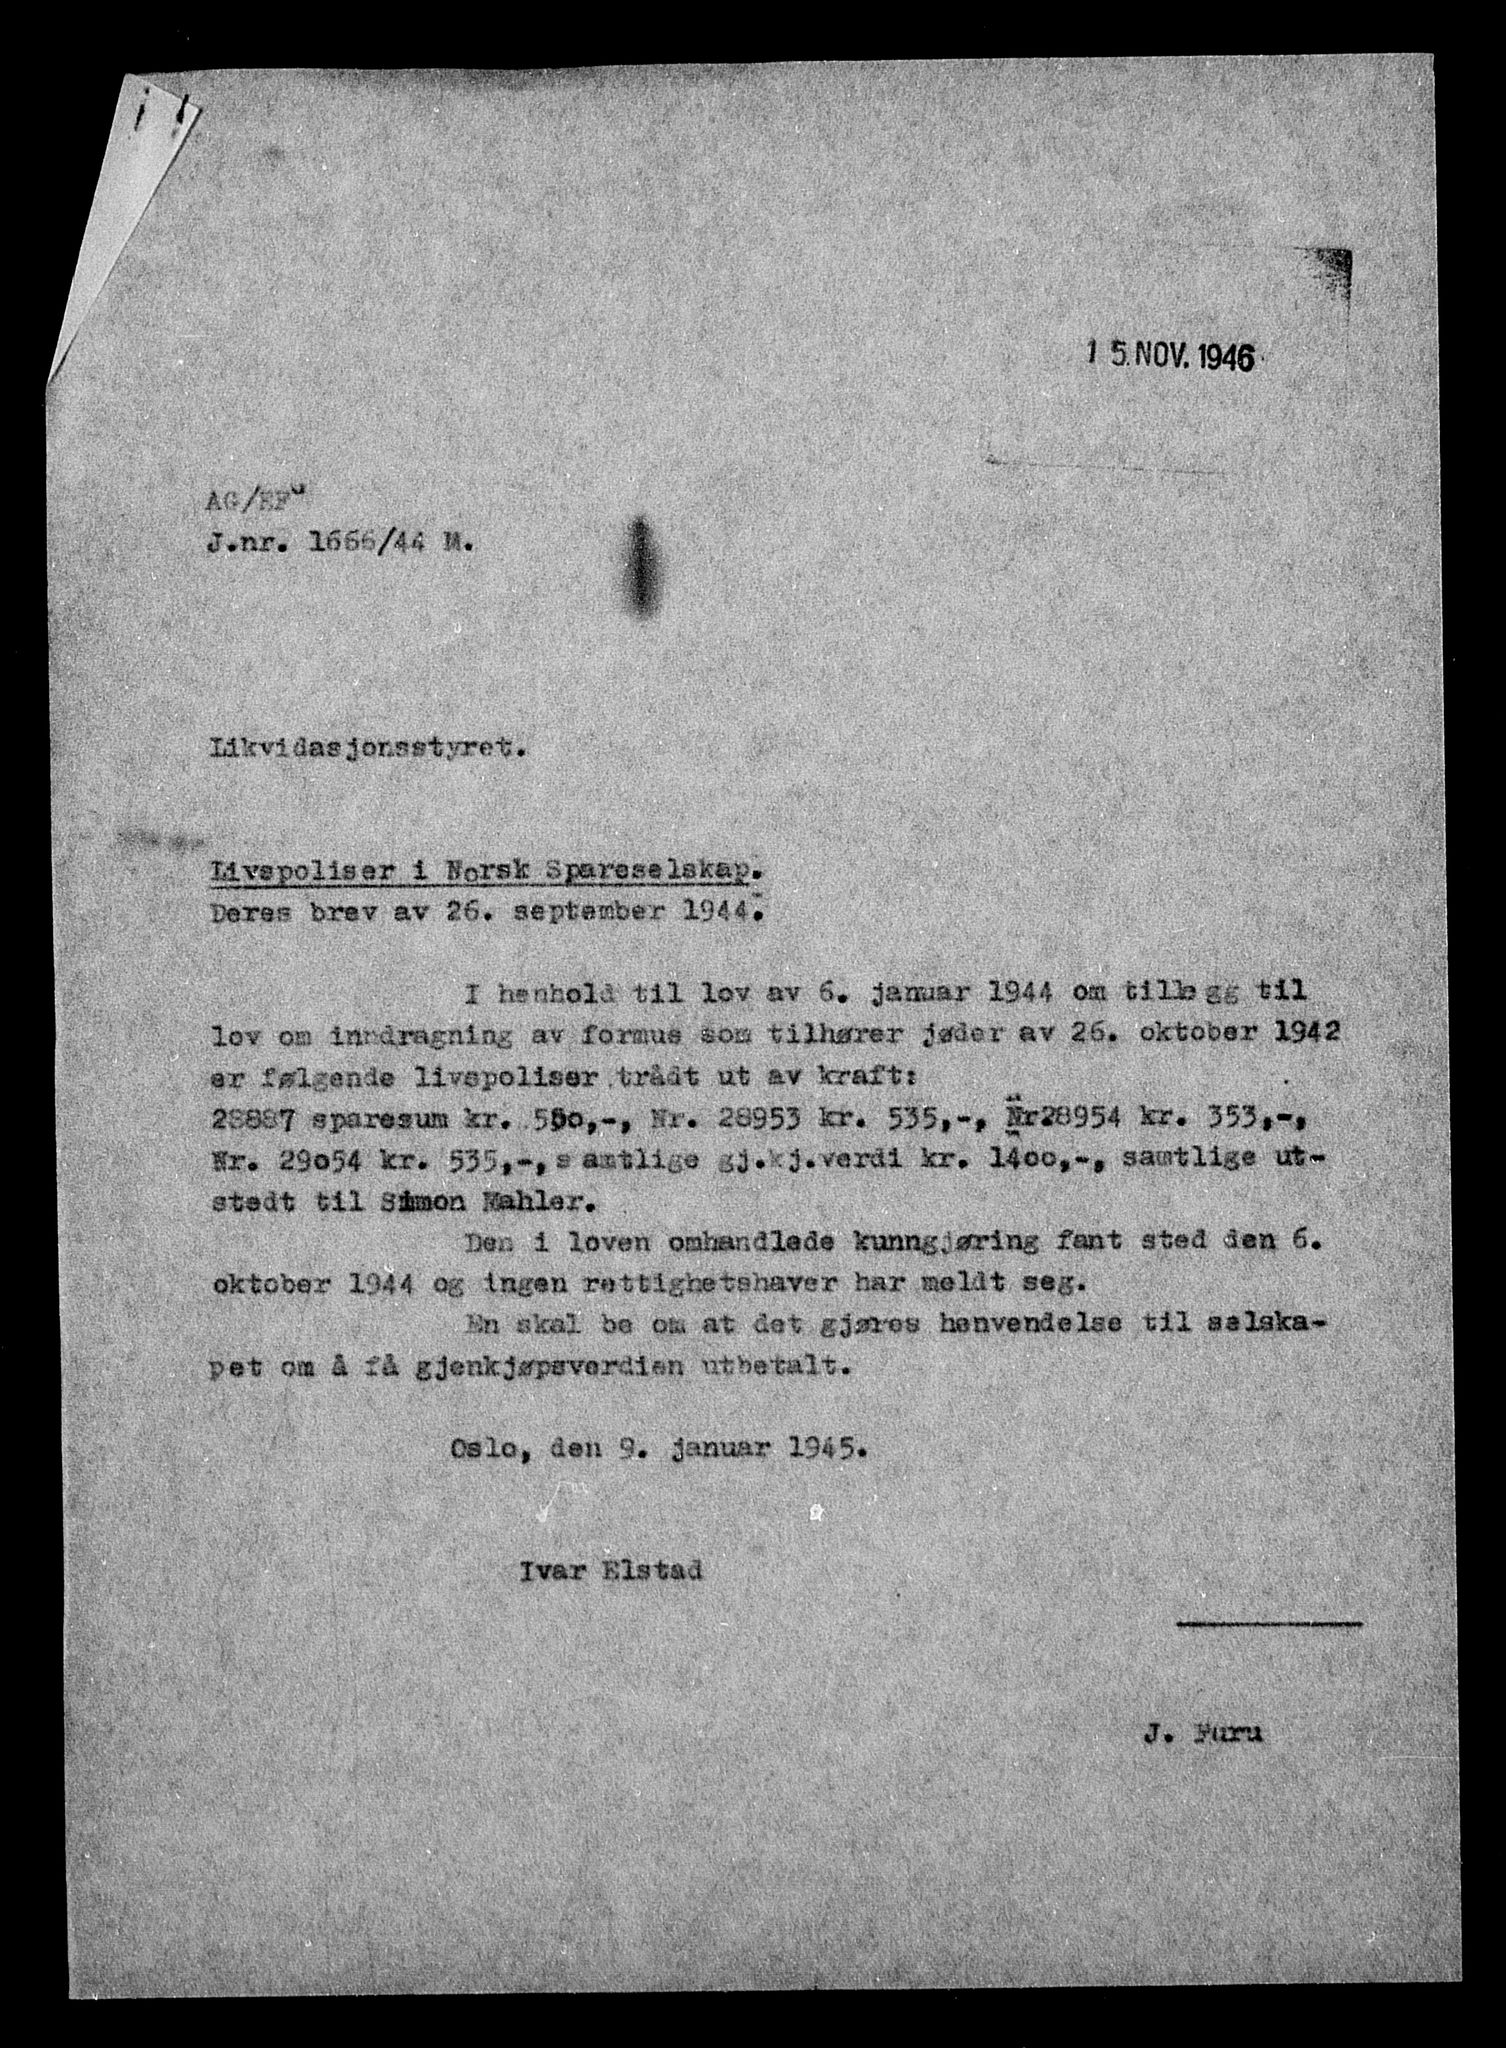 15.NOV.1946
AG/EFu
J.nr. 1666/44 M.
Likvidasjonsstyret.
Livspoliser i Norsk Spareselskap.
Deres brev av 26. september 1944.
I henhold til lov av 6. januar 1944 om tillegg til
lov om inndragning av formue som tilhører jøder av 26. oktober 1942
er følgende livspoliser trådt ut av kraft:
28887 sparesum kr. 550,-, Nr. 28953 kr. 535,-, Nr.28954 kr. 353,-,
Nr. 29o54 kr. 535,-,s amtlige gj.kj.verdi kr. 14oo,-, samtlige ut-
stedt til Simon Mahler.
Den i loven omhandlede kunngjøring fant sted den 6.
oktober 1944 og ingen rettighetshaver har meldt seg.
En skal be om at det gjøres henvendelse til selska-
pet om å få gjenkjøpsverdien utbetalt.
Oslo, den 9. januar 1945.
Ivar Elstad
J. Furu